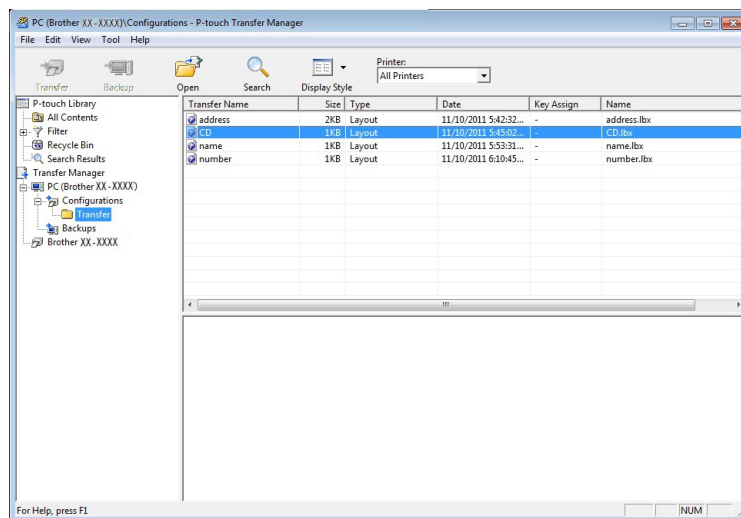 PC (Brother XX-XXXX)\Configurations - P-touch Transfer Manager
File Edit View Tool Help
Transfer Backup Open Search Display Style
Printer:
All Printers
P-touch Library
All Contents
Filter
Recycle Bin
Search Results
Transfer Manager
PC (Brother XX-XXXX)
Configurations
Transfer
Backups
Brother XX-XXXX
Transfer Name Size Type Date Key Assign Name
address 2KB Layout 11/10/2011 5:42:32... - address.lbx
CD 1KB Layout 11/10/2011 5:45:02... - CD.lbx
name 1KB Layout 11/10/2011 5:53:31... - name.lbx
number 1KB Layout 11/10/2011 6:10:45... - number.lbx
For Help, press F1
NUM